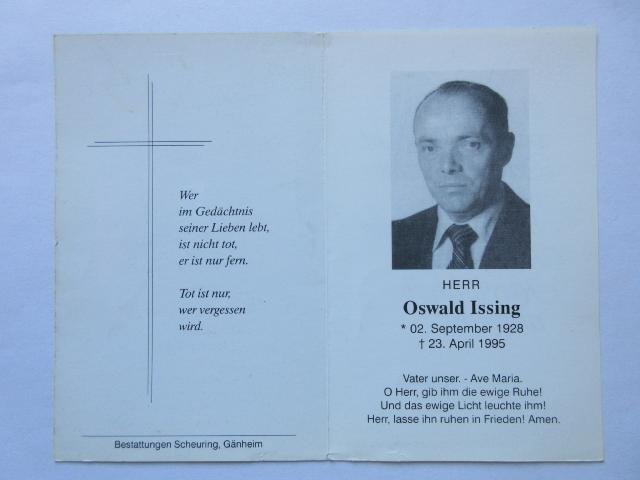 Wer
im Gedächtnis
seiner Lieben lebt,
ist nicht tot,
er ist nur fern.
Tot ist nur,
wer vergessen
wird.
Bestattungen Scheuring, Gänheim
HERR
Oswald Issing
* 02. September 1928
† 23. April 1995
Vater unser. - Ave Maria.
O Herr, gib ihm die ewige Ruhe!
Und das ewige Licht leuchte ihm!
Herr, lasse ihn ruhen in Frieden! Amen.